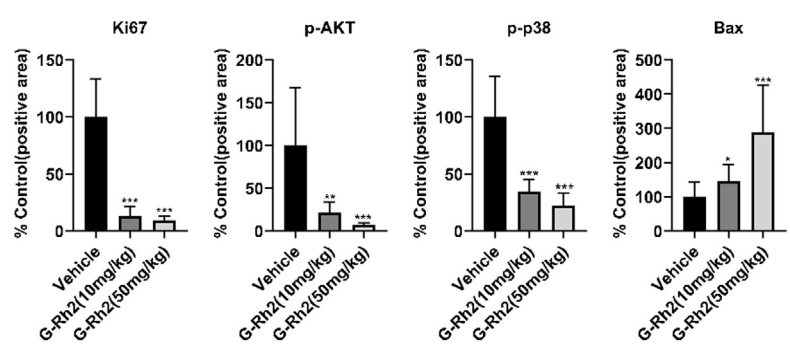 Ki67
% Control(positive area)
150
100
50
0
***
***
Vehicle
G-Rh2(10mg/kg)
G-Rh2(50mg/kg)
p-AKT
% Control(positive area)
200
150
100
50
0
**
***
Vehicle
G-Rh2(10mg/kg)
G-Rh2(50mg/kg)
p-p38
% Control(positive area)
150
100
50
0
***
***
Vehicle
G-Rh2(10mg/kg)
G-Rh2(50mg/kg)
Bax
% Control(positive area)
500
400
300
200
100
0
*
***
Vehicle
G-Rh2(10mg/kg)
G-Rh2(50mg/kg)